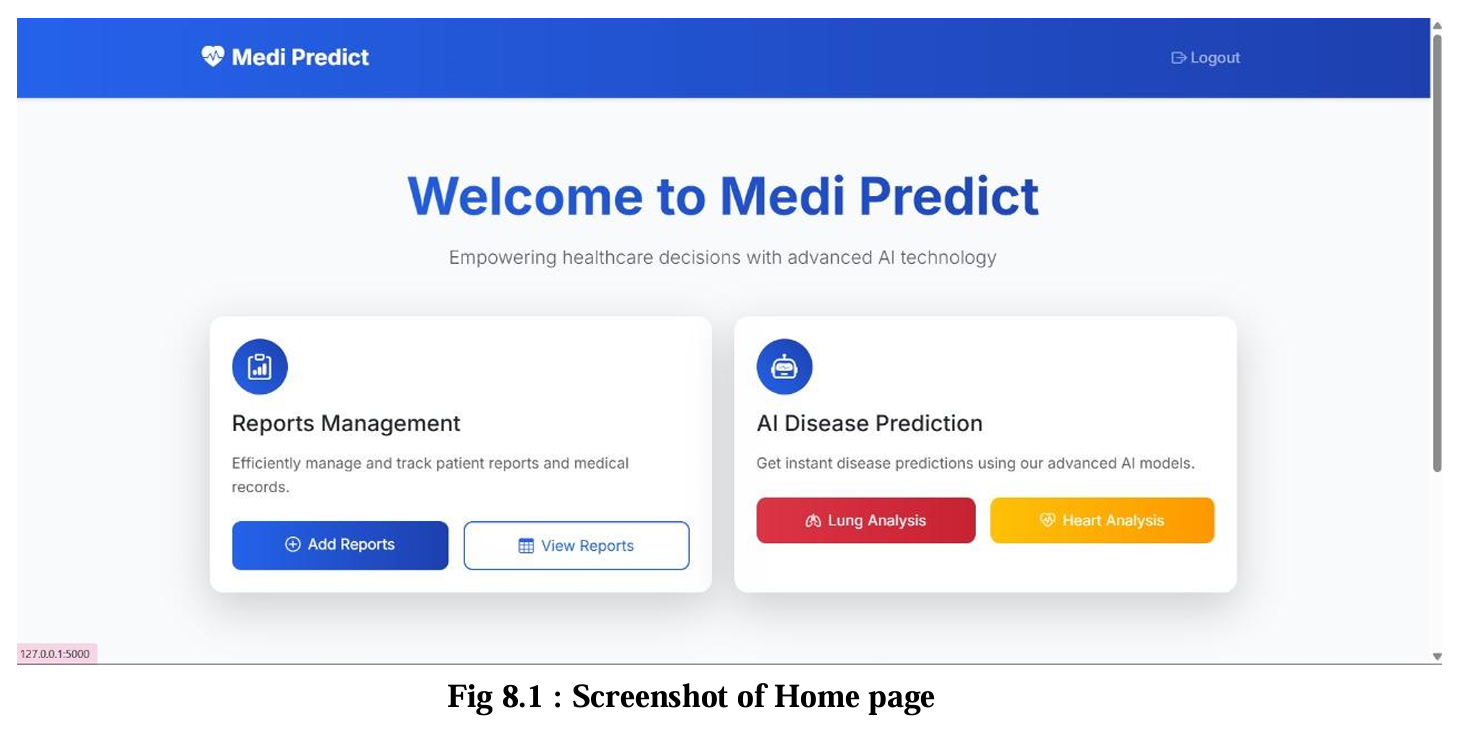 Medi Predict
Logout
Welcome to Medi Predict
Empowering healthcare decisions with advanced AI technology
Reports Management
Efficiently manage and track patient reports and medical
records.
Add Reports
View Reports
AI Disease Prediction
Get instant disease predictions using our advanced AI models.
Lung Analysis
Heart Analysis
127.0.0.1:5000
Fig 8.1 : Screenshot of Home page